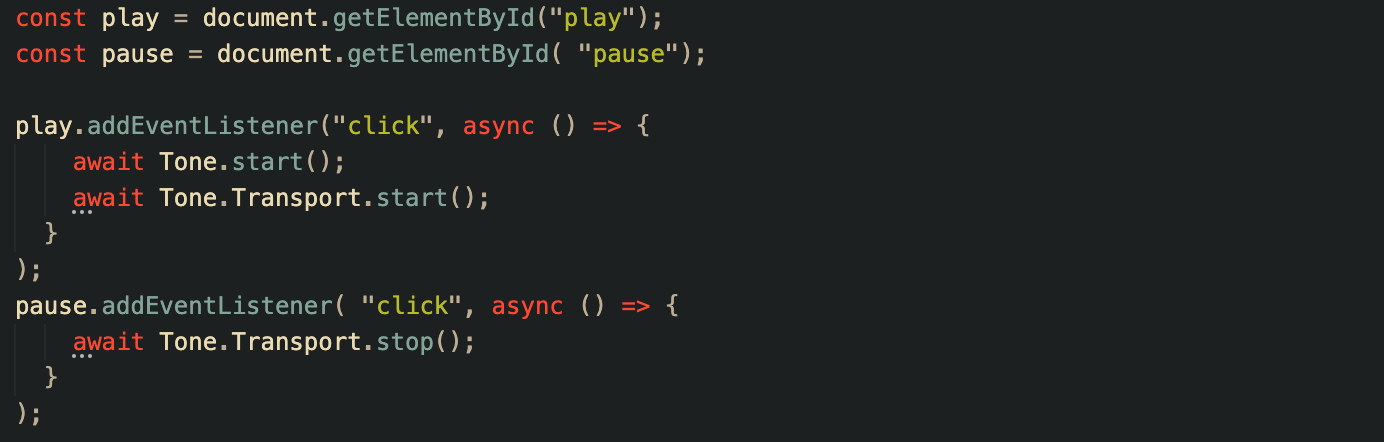 const play = document.getElementById("play");
const pause = document.getElementById( "pause");
play.addEventListener("click", async () => {
await Tone.start();
await Tone.Transport.start();
}
);
pause.addEventListener( "click", async () => {
await Tone.Transport.stop();
}
);